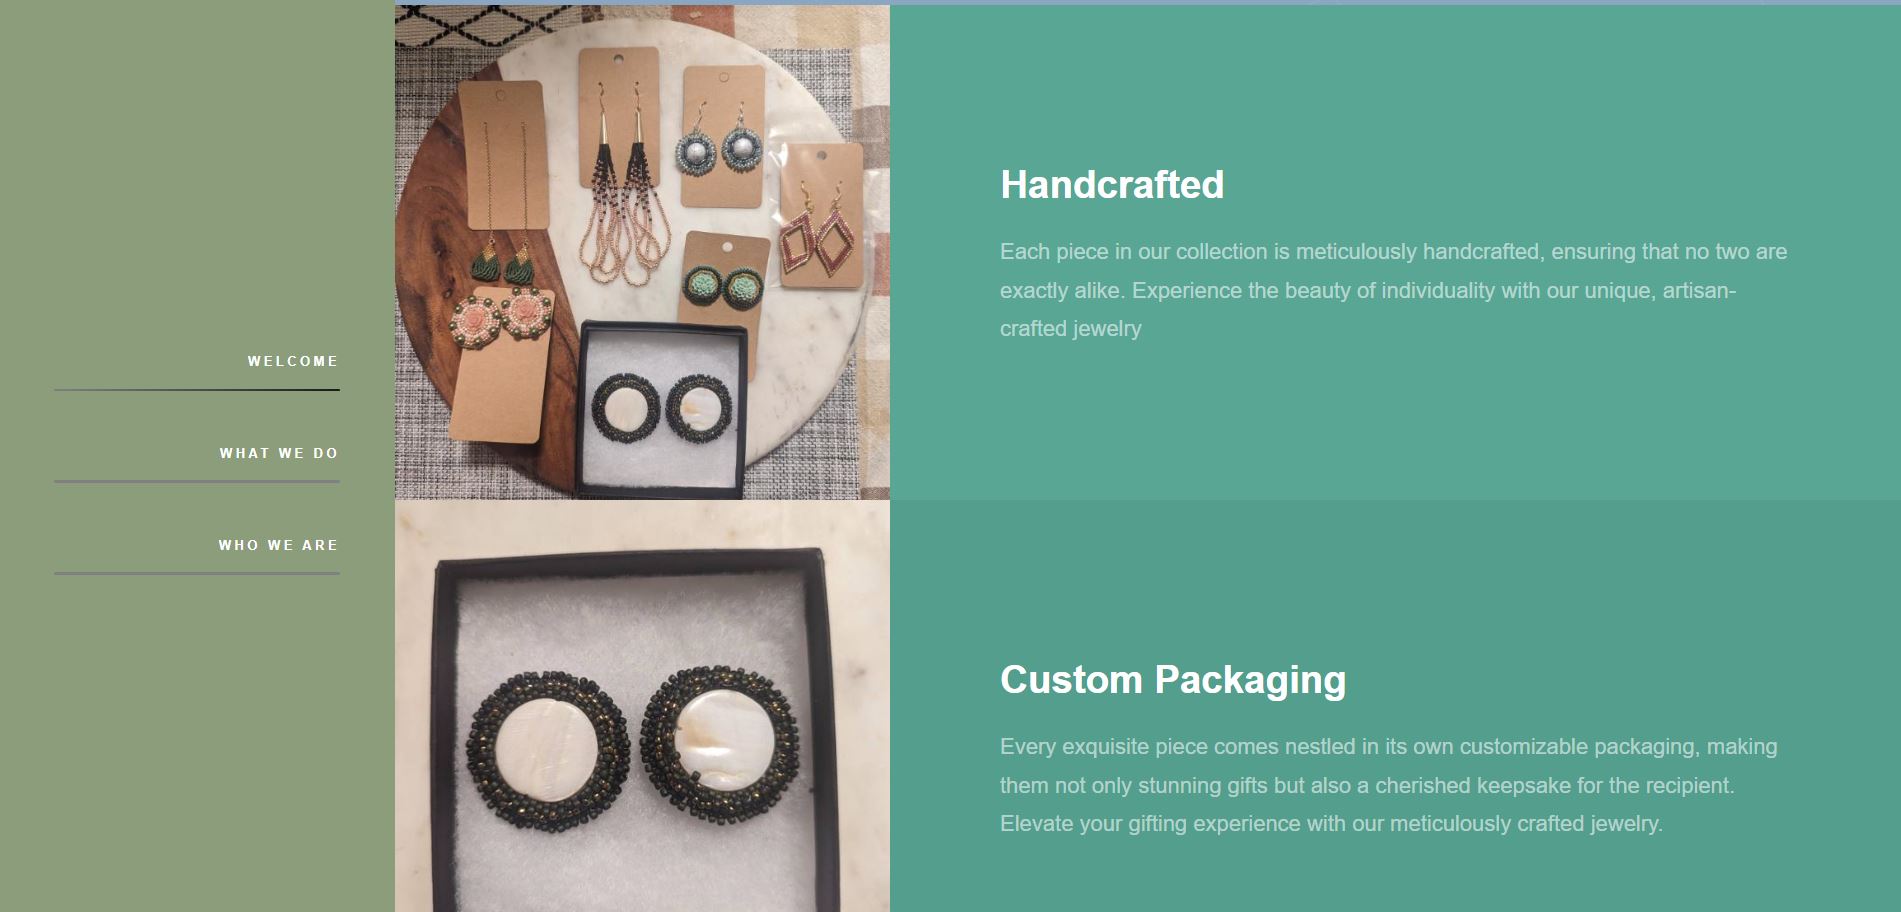 WELCOME
WHAT WE DO
WHO WE ARE
Handcrafted
Each piece in our collection is meticulously handcrafted, ensuring that no two are
exactly alike. Experience the beauty of individuality with our unique, artisan-
crafted jewelry
Custom Packaging
Every exquisite piece comes nestled in its own customizable packaging, making
them not only stunning gifts but also a cherished keepsake for the recipient.
Elevate your gifting experience with our meticulously crafted jewelry.